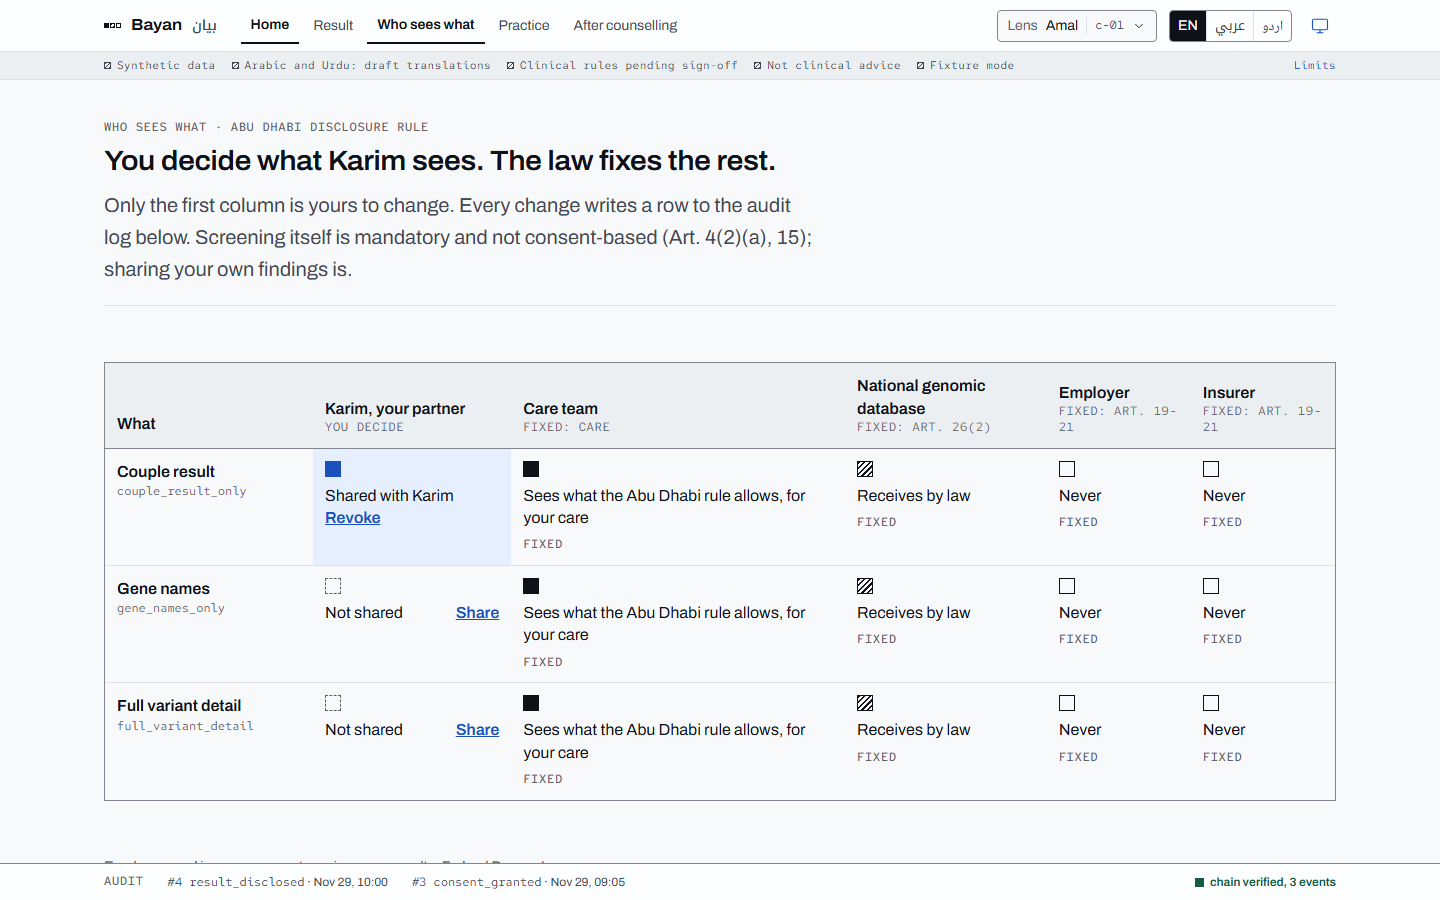 Bayan بيان Home Result Who sees what Practice After counselling Lens Amal c-01 EN عربي اردو
Synthetic data Arabic and Urdu: draft translations Clinical rules pending sign-off Not clinical advice Fixture mode Limits
WHO SEES WHAT · ABU DHABI DISCLOSURE RULE
You decide what Karim sees. The law fixes the rest.
Only the first column is yours to change. Every change writes a row to the audit
log below. Screening itself is mandatory and not consent-based (Art. 4(2)(a), 15);
sharing your own findings is.
What
Karim, your partner
YOU DECIDE
Care team
FIXED: CARE
National genomic
database
FIXED: ART. 26(2)
Employer
FIXED: ART. 19-
21
Insurer
FIXED: ART. 19-
21
Couple result
couple_result_only
Shared with Karim
Revoke
Sees what the Abu Dhabi rule allows, for
your care
FIXED
Receives by law
FIXED
Never
FIXED
Never
FIXED
Gene names
gene_names_only
Not shared Share
Sees what the Abu Dhabi rule allows, for
your care
FIXED
Receives by law
FIXED
Never
FIXED
Never
FIXED
Full variant detail
full_variant_detail
Not shared Share
Sees what the Abu Dhabi rule allows, for
your care
FIXED
Receives by law
FIXED
Never
FIXED
Never
FIXED
AUDIT #4 result_disclosed · Nov 29, 10:00 #3 consent_granted · Nov 29, 09:05 chain verified, 3 events